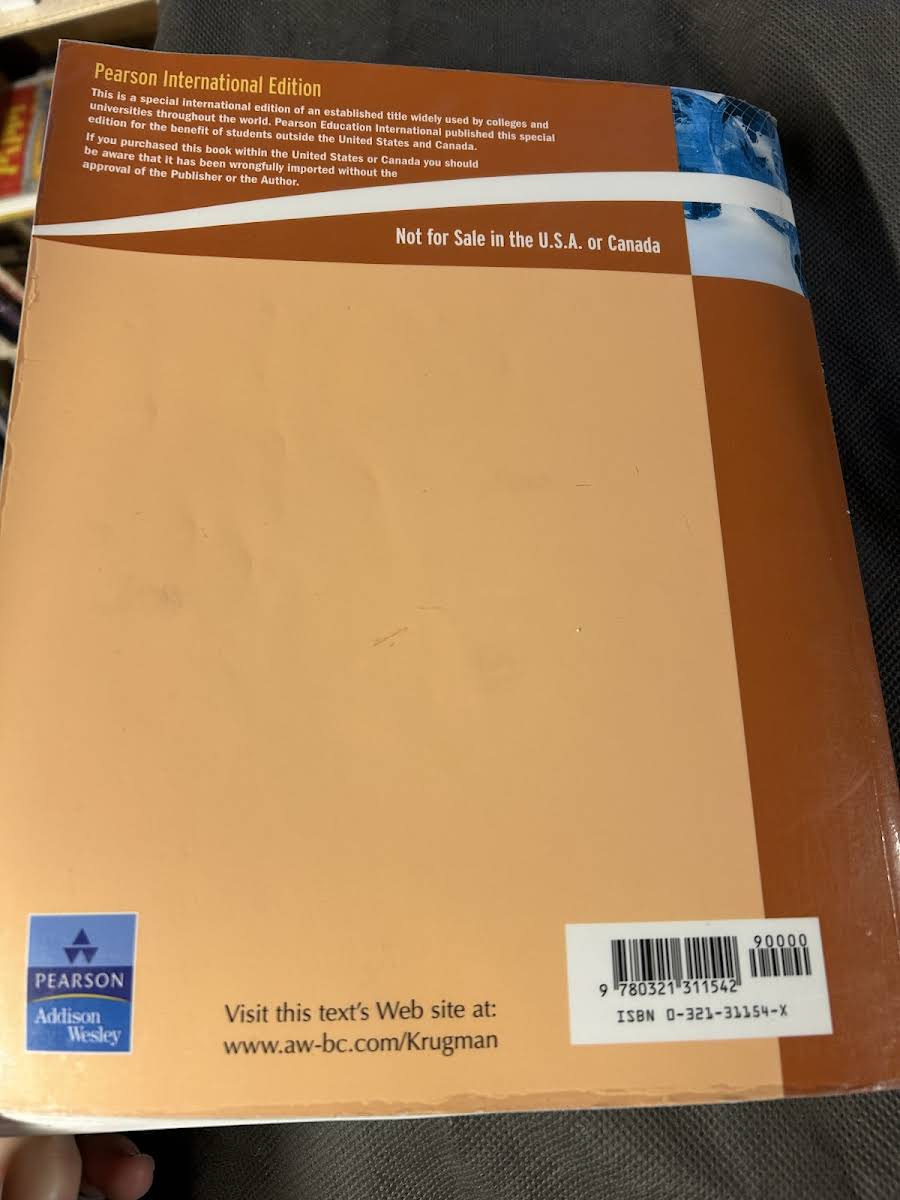 Pearson International Edition
This is a special international edition of an established title widely used by colleges and
universities throughout the world. Pearson Education International published this special
edition for the benefit of students outside the United States and Canada.
If you purchased this book within the United States or Canada you should
be aware that it has been wrongfully imported without the
approval of the Publisher or the Author.
Not for Sale in the U.S.A. or Canada
PEARSON
Addison
Wesley
Visit this text's Web site at:
www.aw-bc.com/Krugman
90000
9 780321 311542
ISBN 0-321-31154-X